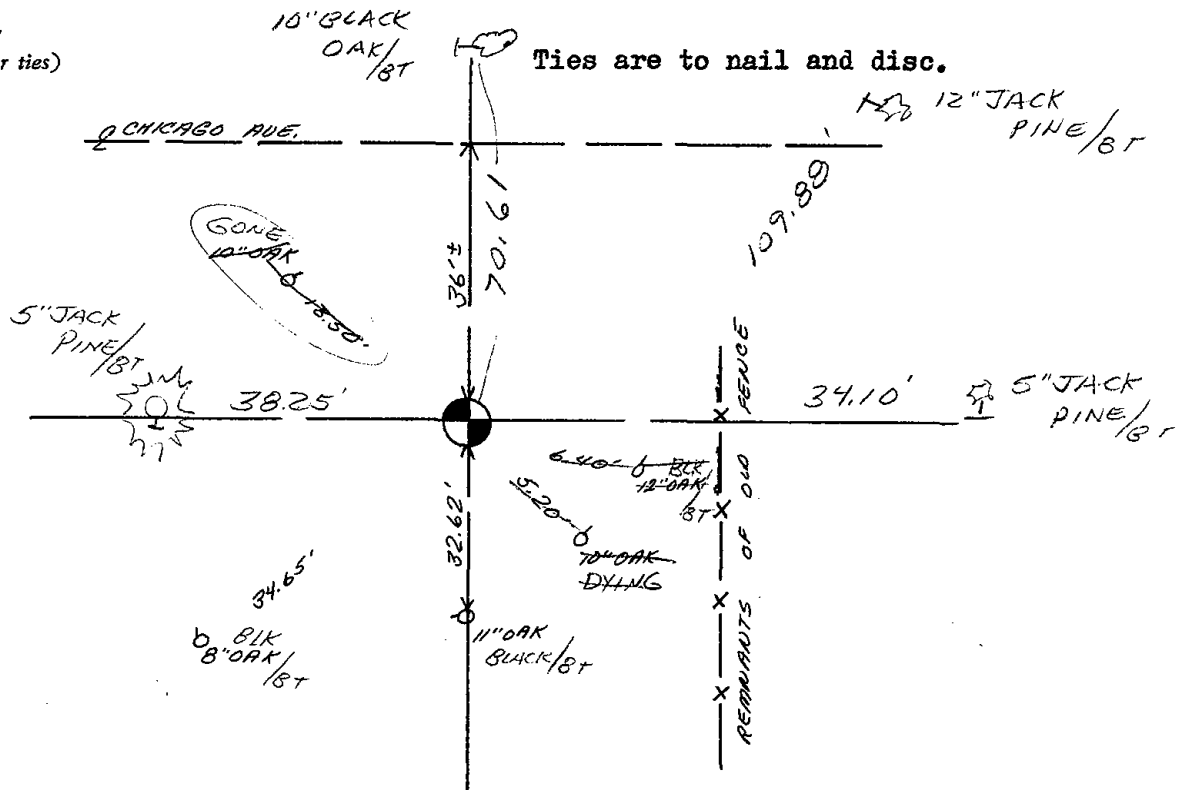 10" BLACK
OAK
/BT
r ties)
Ties are to nail and disc.
12" JACK
PINE/BT
℄ CHICAGO AVE.
109.88'
GONE
10" OAK
18.50'
36'±
70.61
5" JACK
PINE/BT
38.25'
34.10'
5" JACK
PINE/BT
6.40' BLK
12" OAK/
BT
5.20
10" OAK
DYING
32.62'
34.65'
BLK
8" OAK
/BT
11" OAK
BLACK/BT
REMNANTS OF OLD FENCE